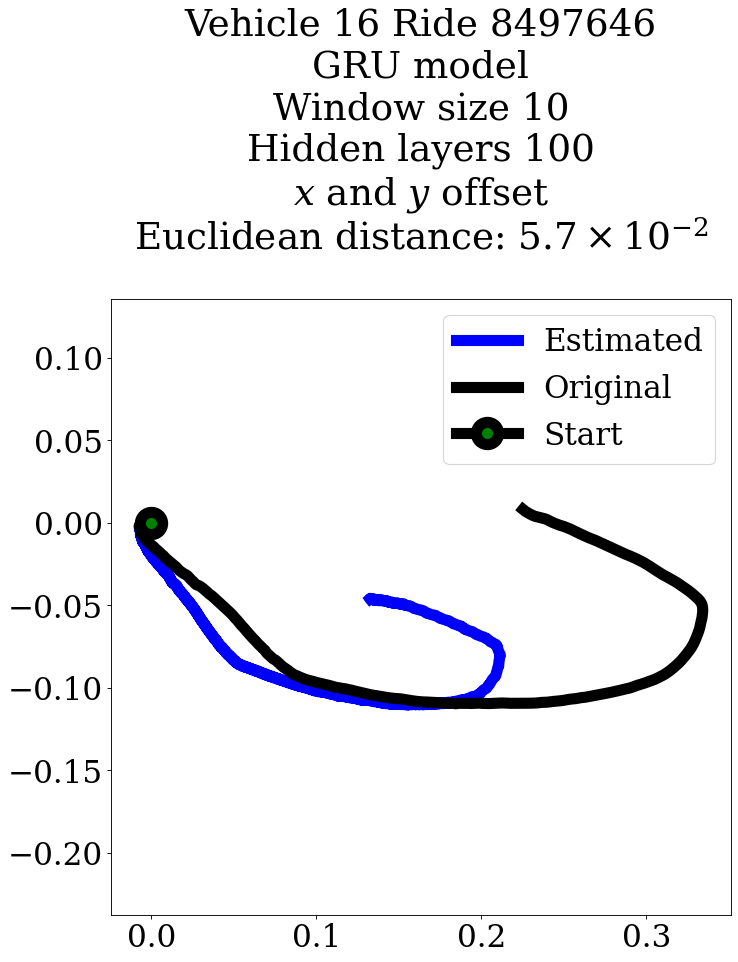 Vehicle 16 Ride 8497646
GRU model
Window size 10
Hidden layers 100
x and y offset
Euclidean distance: 5.7 × 10⁻²
Estimated
Original
Start
0.10
0.05
0.00
−0.05
−0.10
−0.15
−0.20
0.0 0.1 0.2 0.3